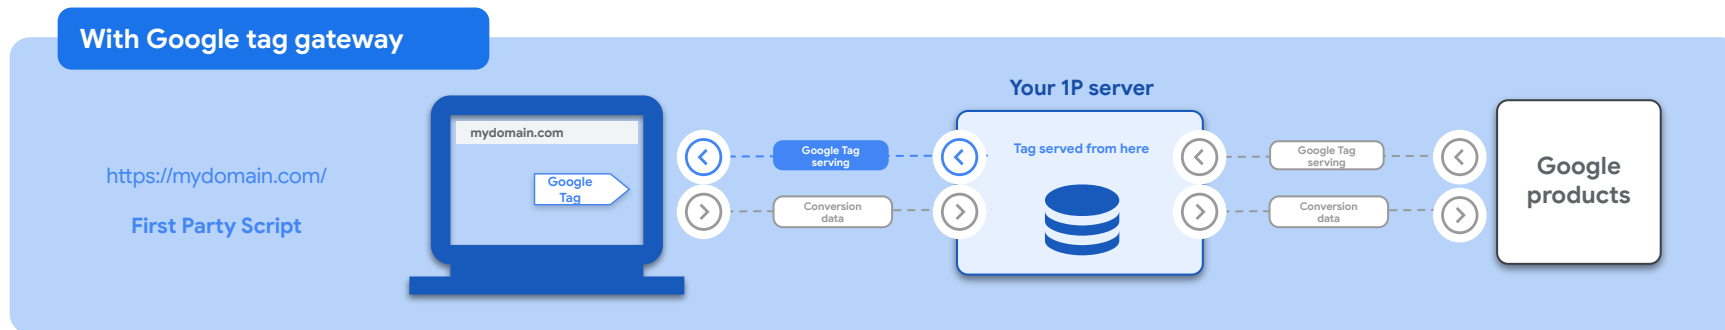 With Google tag gateway
https://mydomain.com/
First Party Script
mydomain.com
Google
Tag
Google Tag
serving
Conversion
data
Your 1P server
Tag served from here
Google Tag
serving
Conversion
data
Google
products